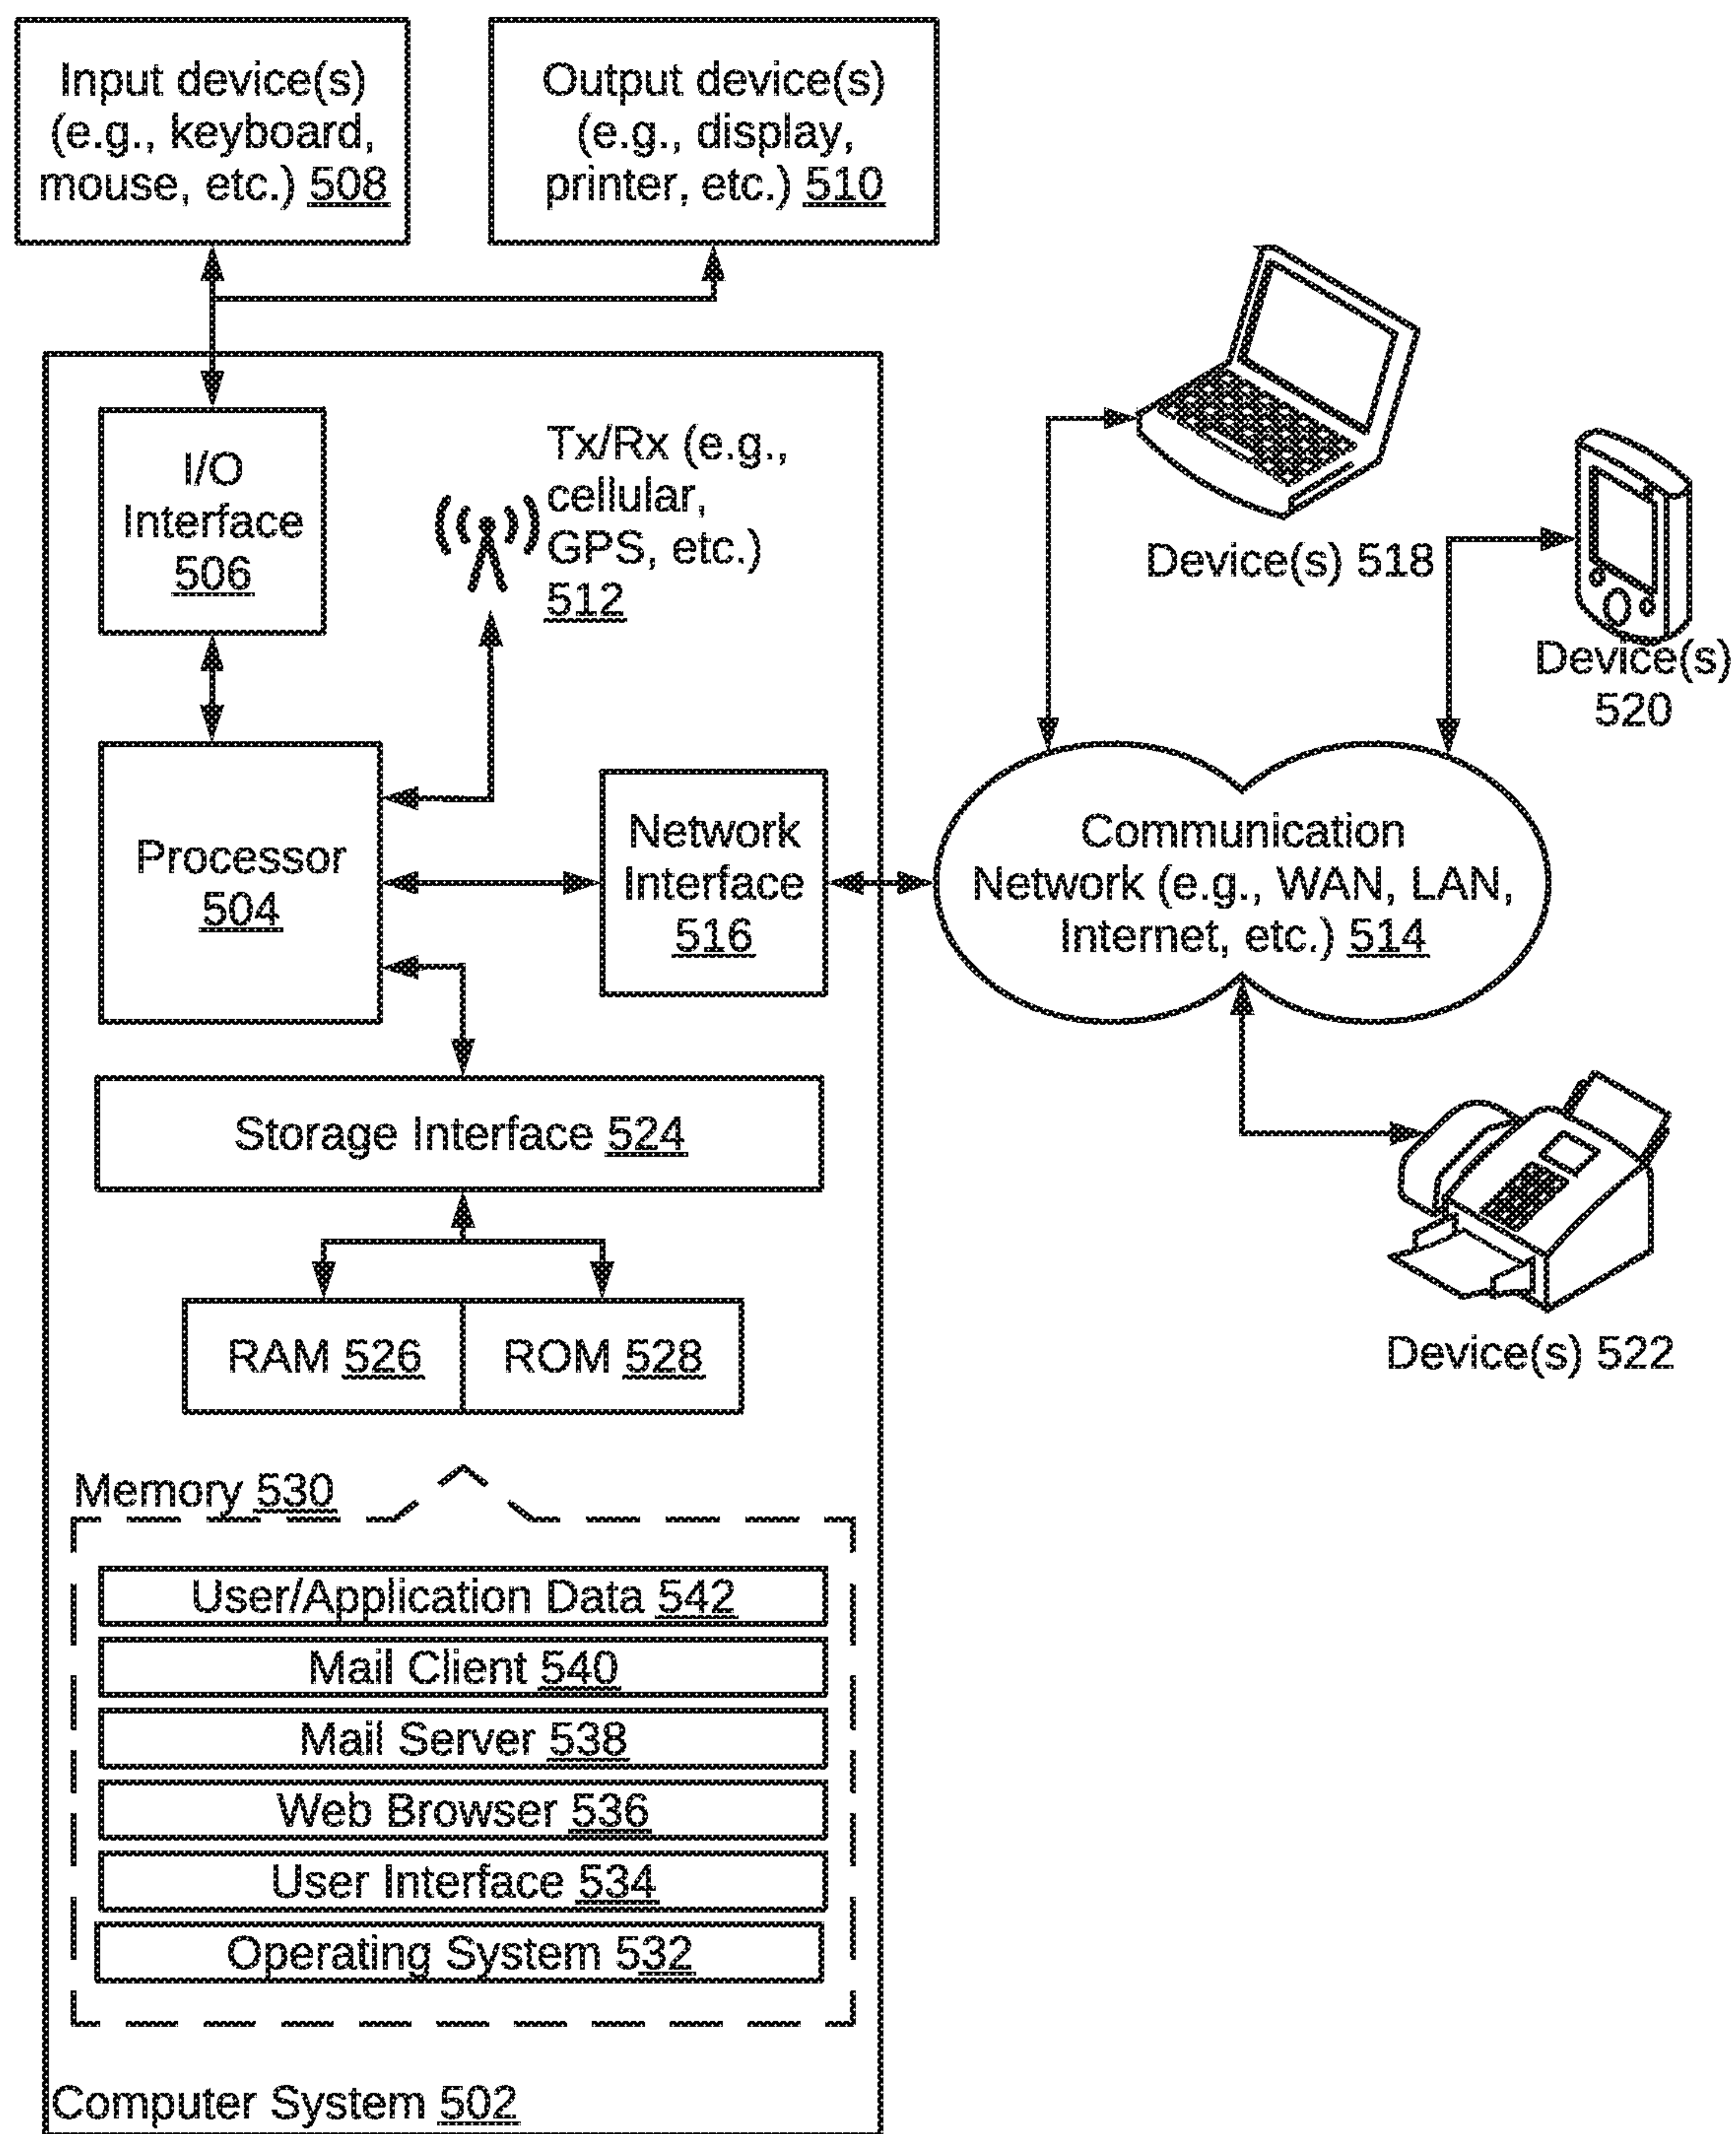 Input device(s)
(e.g., keyboard,
mouse, etc.) 508
Output device(s)
(e.g., display,
printer, etc.) 510
I/O
Interface
506
Tx/Rx (e.g.,
cellular,
GPS, etc.)
512
Device(s) 518
Device(s)
520
Processor
504
Network
Interface
516
Communication
Network (e.g., WAN, LAN,
Internet, etc.) 514
Storage Interface 524
RAM 526
ROM 528
Device(s) 522
Memory 530
User/Application Data 542
Mail Client 540
Mail Server 538
Web Browser 536
User Interface 534
Operating System 532
Computer System 502